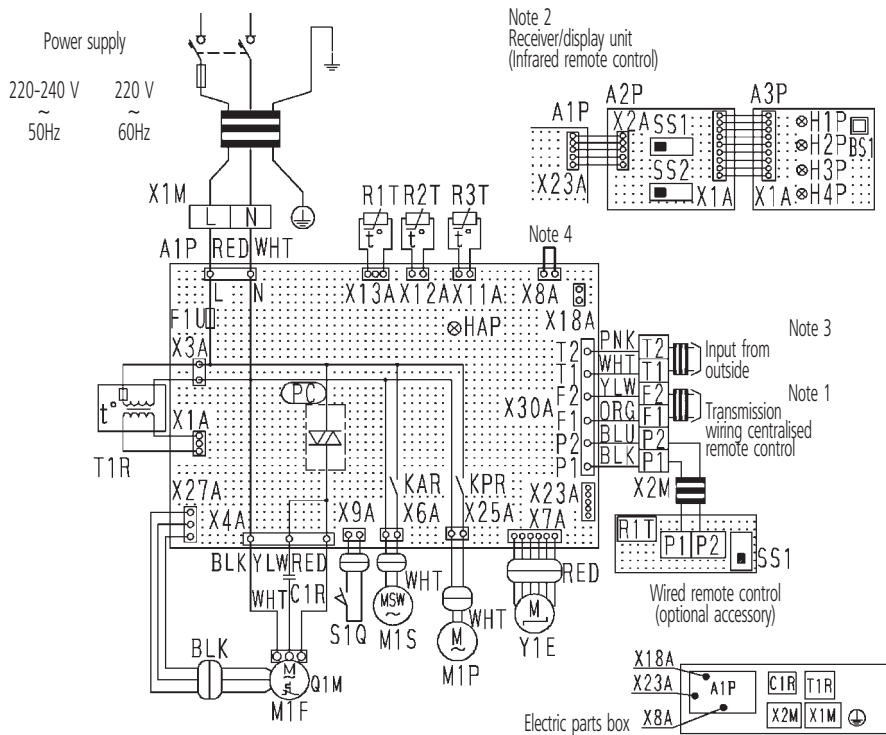 Power supply
220-240 V
~
50Hz
220 V
~
60Hz
Note 2
Receiver/display unit
(Infrared remote control)
A1P
X23A
A2P
X2A
SS1
SS2
X1A
A3P
X1A
H1P
H2P
H3P
H4P
BS1
X1M
L N
A1P RED WHT
R1T R2T R3T
t° t° t°
Note 4
L N
X13A X12A X11A X8A
X18A
F1U
HAP
X3A
PC
t°
X1A
T1R
X30A
T2 PNK T2
T1 WHT T1
F2 YLW F2
F1 ORG F1
P2 BLU P2
P1 BLK P1
Note 3
Input from
outside
Note 1
Transmission
wiring centralised
remote control
X2M
X27A
X4A
X9A
KAR
X6A
KPR
X25A
X23A
X7A
BLK YLW RED
WHT
C1R
S1Q
WHT
MSW
~
M1S
WHT
M
~
M1P
RED
M
Y1E
BLK
M
~
Q1M
M1F
R1T
P1 P2
SS1
Wired remote control
(optional accessory)
X18A
X23A
X8A
A1P
C1R T1R
X2M X1M
Electric parts box